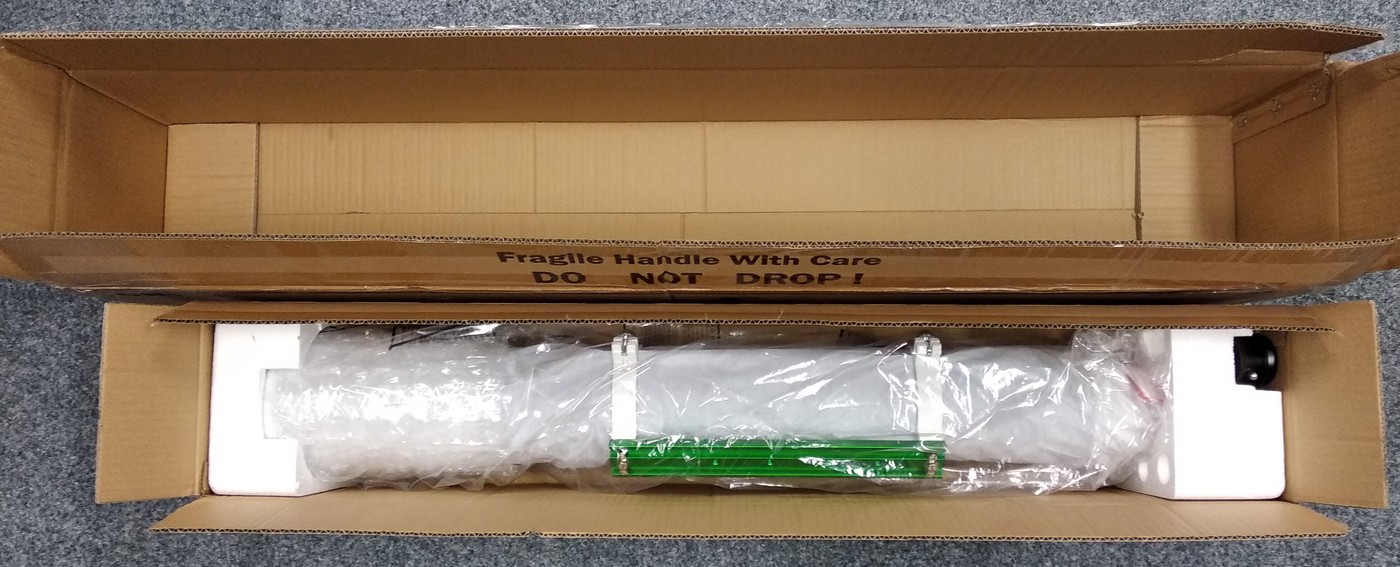 Fragile Handle With Care
DO NOT DROP!